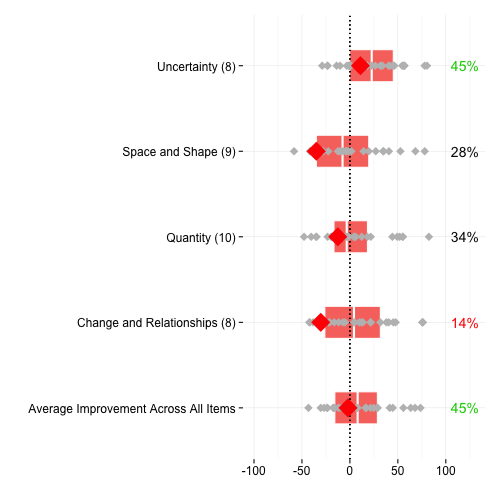 Uncertainty (8) 45%
Space and Shape (9) 28%
Quantity (10) 34%
Change and Relationships (8) 14%
Average Improvement Across All Items 45%
-100 -50 0 50 100